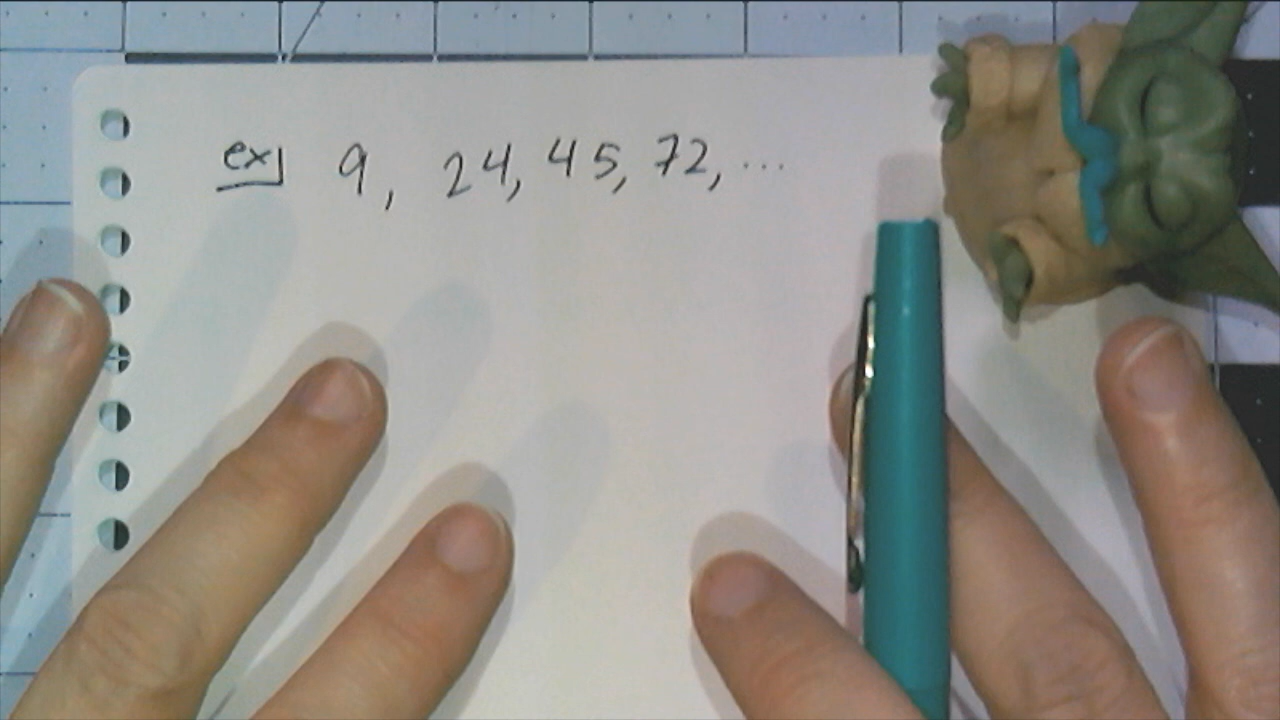 ex] 9, 24, 45, 72, ...